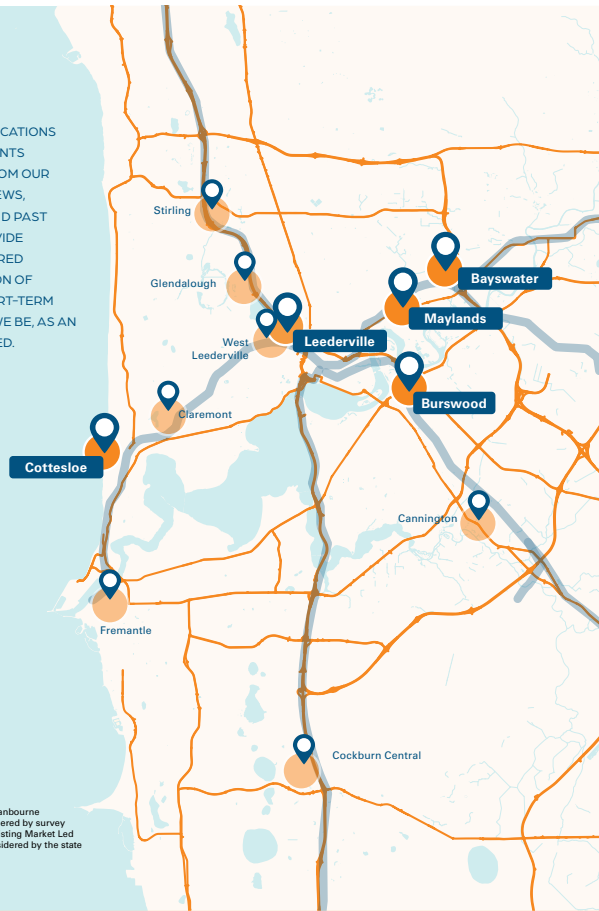 CATIONS
NTS
OM OUR
EWS,
D PAST
VIDE
RED
ON OF
RT-TERM
WE BE, AS AN
ED.
Stirling
Glendalough
Bayswater
Maylands
West
Leederville
Leederville
Burswood
Claremont
Cottesloe
Cannington
Fremantle
Cockburn Central
anbourne
ered by survey
sting Market Led
sidered by the state